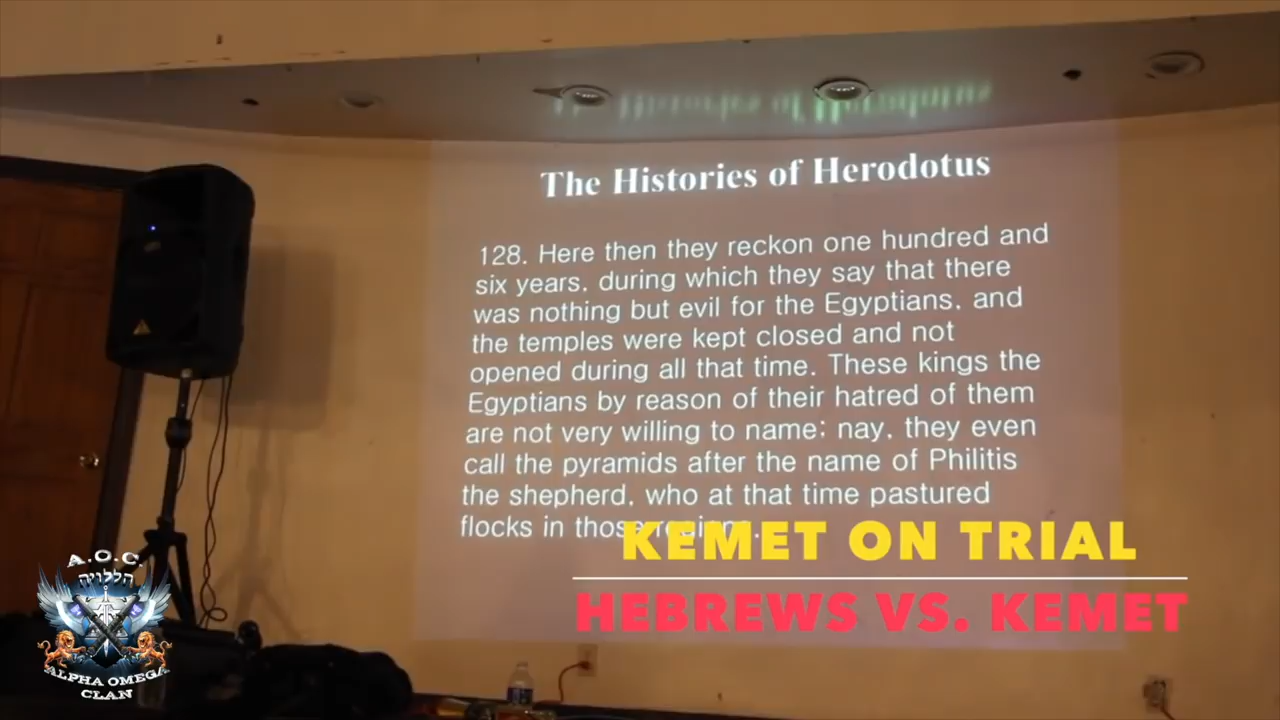 The Histories of Herodotus
128. Here then they reckon one hundred and
six years, during which they say that there
was nothing but evil for the Egyptians, and
the temples were kept closed and not
opened during all that time. These kings the
Egyptians by reason of their hatred of them
are not very willing to name; nay, they even
call the pyramids after the name of Philitis
the shepherd, who at that time pastured
flocks in those
KEMET ON TRIAL
HEBREWS VS. KEMET
A.O.C.
הללויה
ALPHA OMEGA
CLAN